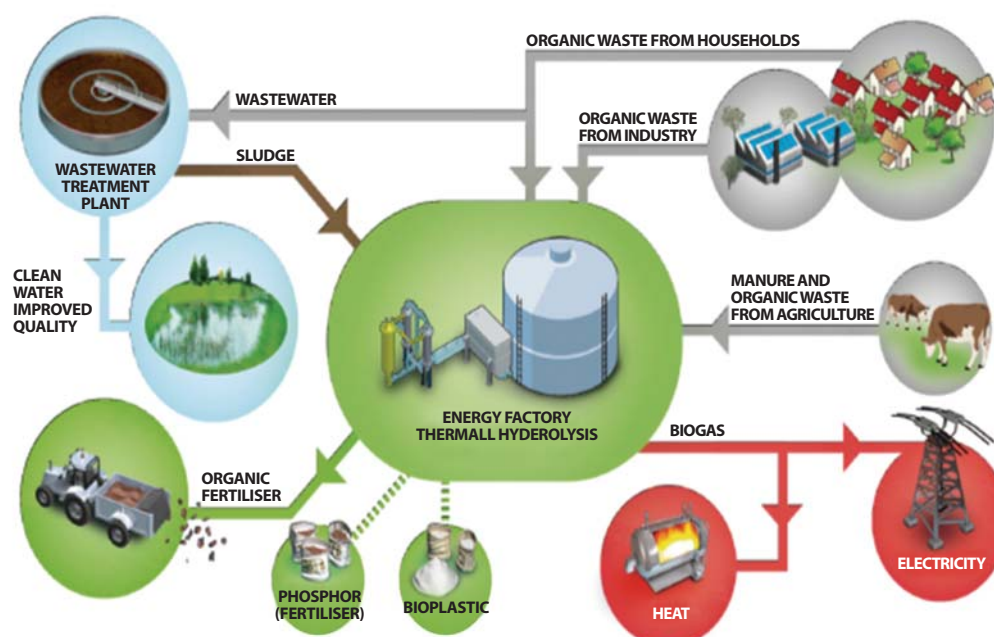 ORGANIC WASTE FROM HOUSEHOLDS
WASTEWATER
ORGANIC WASTE
FROM INDUSTRY
SLUDGE
WASTEWATER
TREATMENT
PLANT
CLEAN
WATER
IMPROVED
QUALITY
MANURE AND
ORGANIC WASTE
FROM AGRICULTURE
ENERGY FACTORY
THERMALL HYDEROLYSIS
BIOGAS
ORGANIC
FERTILISER
PHOSPHOR
(FERTILISER)
BIOPLASTIC
HEAT
ELECTRICITY